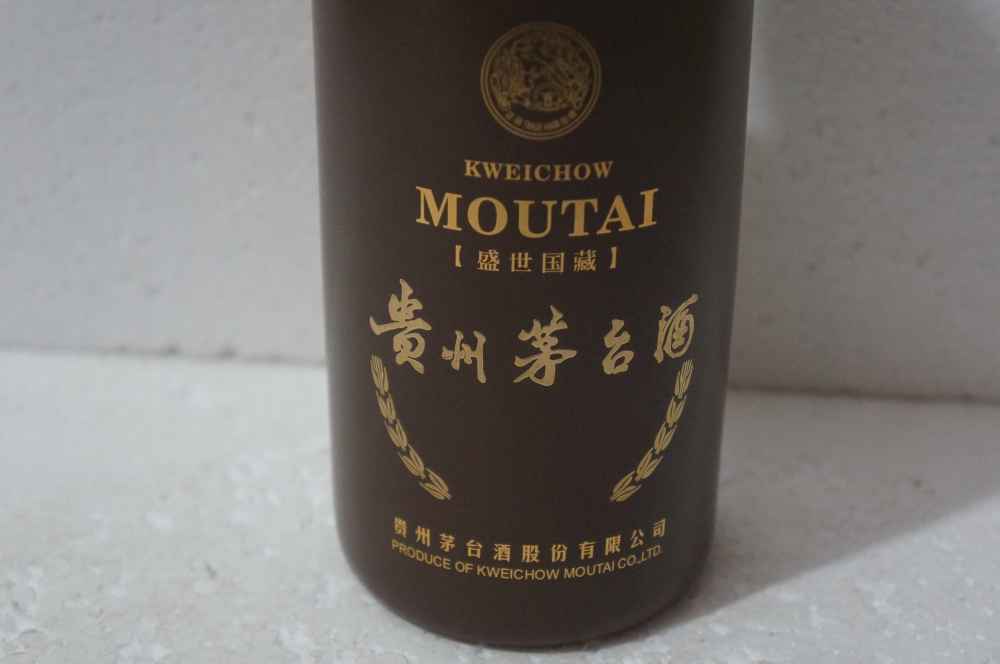 KWEICHOW
MOUTAI
【盛世国藏】
贵州茅台酒
贵州茅台酒股份有限公司
PRODUCE OF KWEICHOW MOUTAI CO.,LTD.